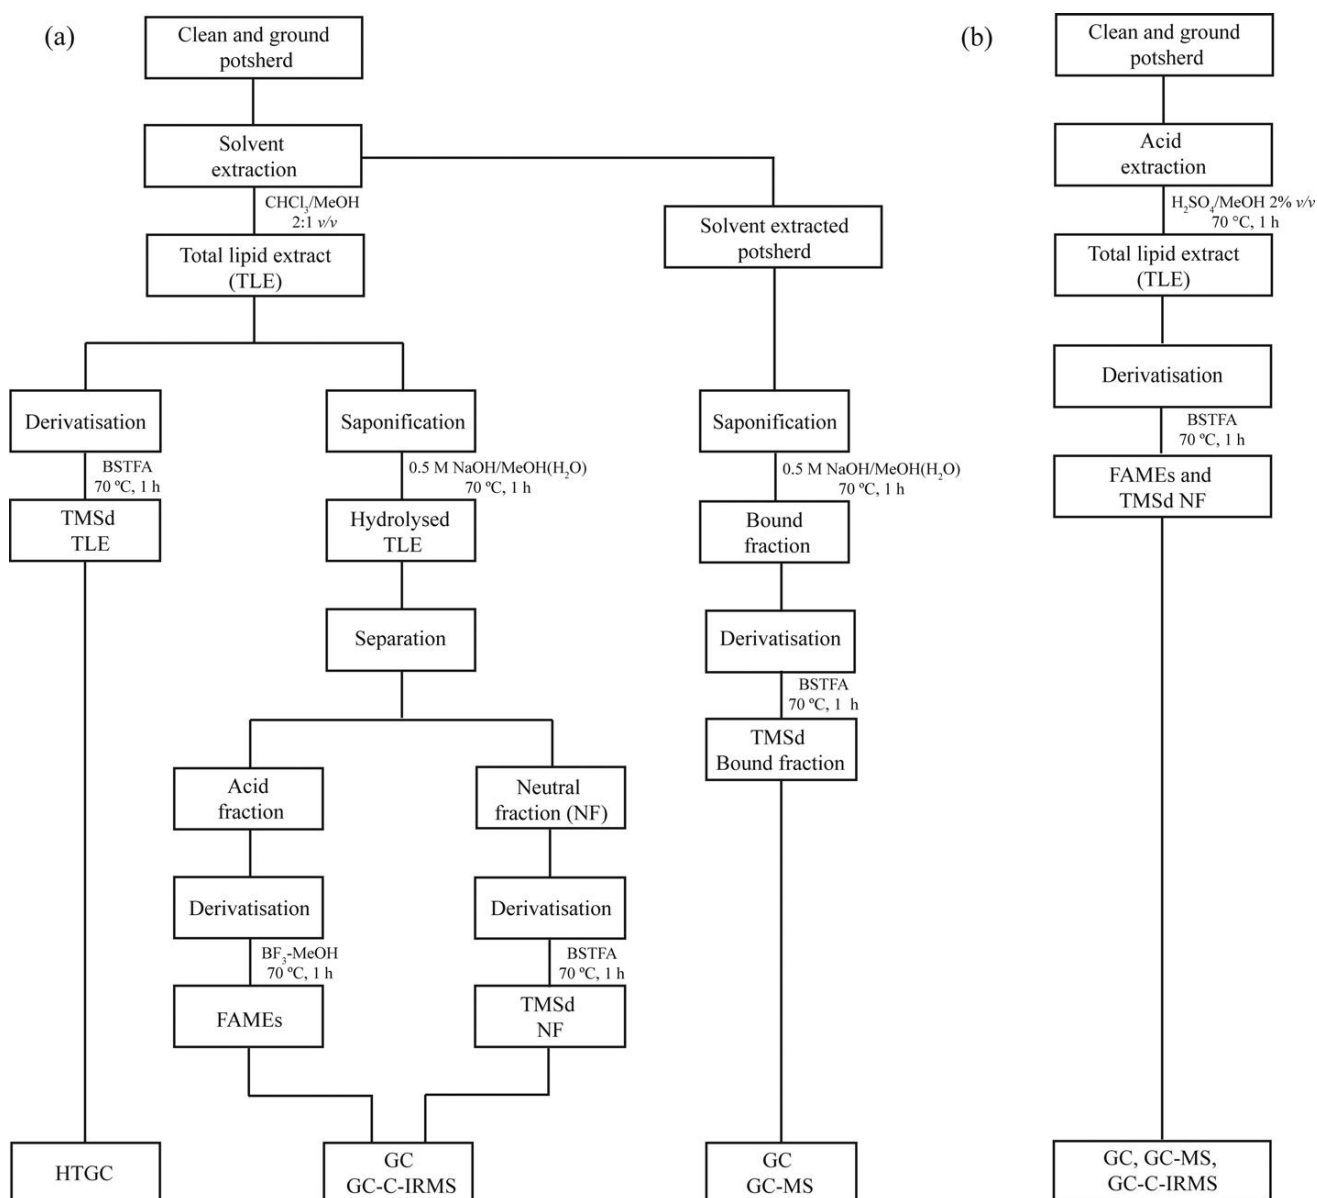 (a)
Clean and ground
potsherd
Solvent
extraction
CHCl₃/MeOH
2:1 v/v
Total lipid extract
(TLE)
Derivatisation
BSTFA
70 ºC, 1 h
TMSd
TLE
HTGC
Saponification
0.5 M NaOH/MeOH(H₂O)
70 ºC, 1 h
Hydrolysed
TLE
Separation
Acid
fraction
Derivatisation
BF₃-MeOH
70 ºC, 1 h
FAMEs
Neutral
fraction (NF)
Derivatisation
BSTFA
70 ºC, 1 h
TMSd
NF
GC
GC-C-IRMS
Solvent extracted
potsherd
Saponification
0.5 M NaOH/MeOH(H₂O)
70 ºC, 1 h
Bound
fraction
Derivatisation
BSTFA
70 ºC, 1 h
TMSd
Bound fraction
GC
GC-MS
(b)
Clean and ground
potsherd
Acid
extraction
H₂SO₄/MeOH 2% v/v
70 °C, 1 h
Total lipid extract
(TLE)
Derivatisation
BSTFA
70 ºC, 1 h
FAMEs and
TMSd NF
GC, GC-MS,
GC-C-IRMS